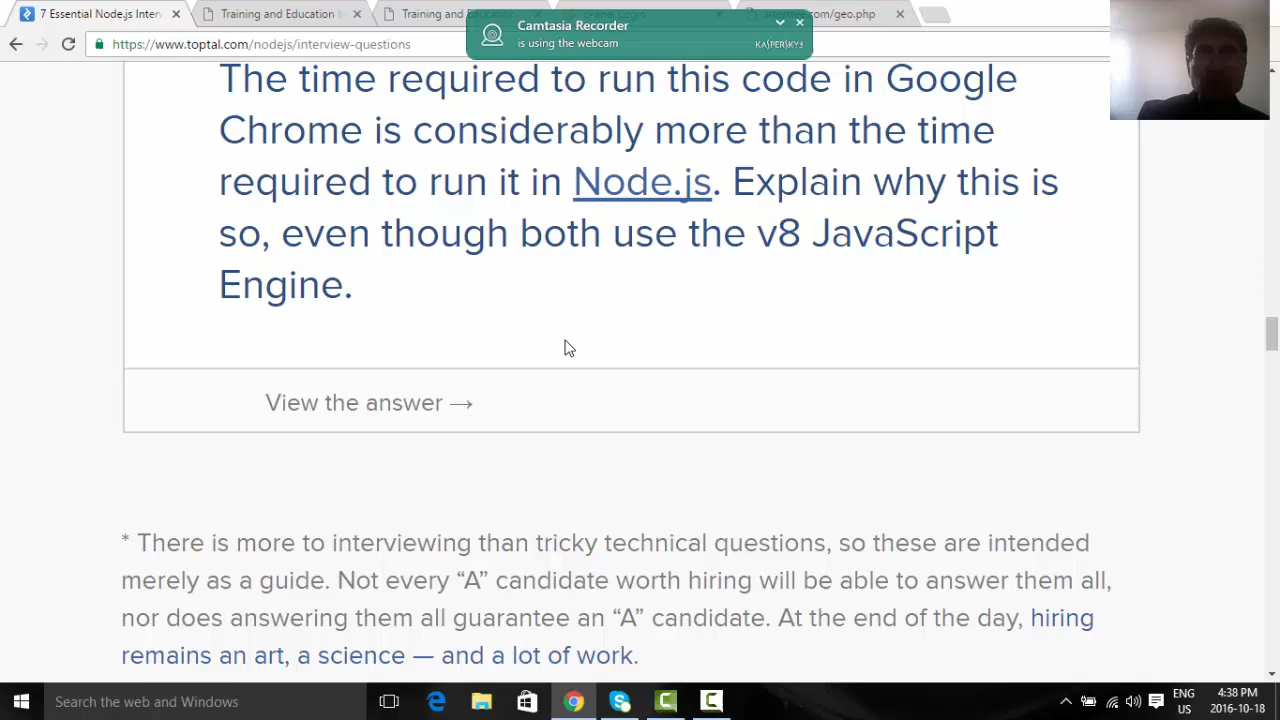 7 Essential Node.js Inter
Training and Education
Training and Education
cPanel Login
.com/geo.php
Camtasia Recorder
is using the webcam
KASPERSKY
https://www.toptal.com/nodejs/interview-questions
The time required to run this code in Google
Chrome is considerably more than the time
required to run it in Node.js. Explain why this is
so, even though both use the v8 JavaScript
Engine.
View the answer →
* There is more to interviewing than tricky technical questions, so these are intended
merely as a guide. Not every “A” candidate worth hiring will be able to answer them all,
nor does answering them all guarantee an “A” candidate. At the end of the day, hiring
remains an art, a science — and a lot of work.
Search the web and Windows
ENG
US
4:38 PM
2016-10-18